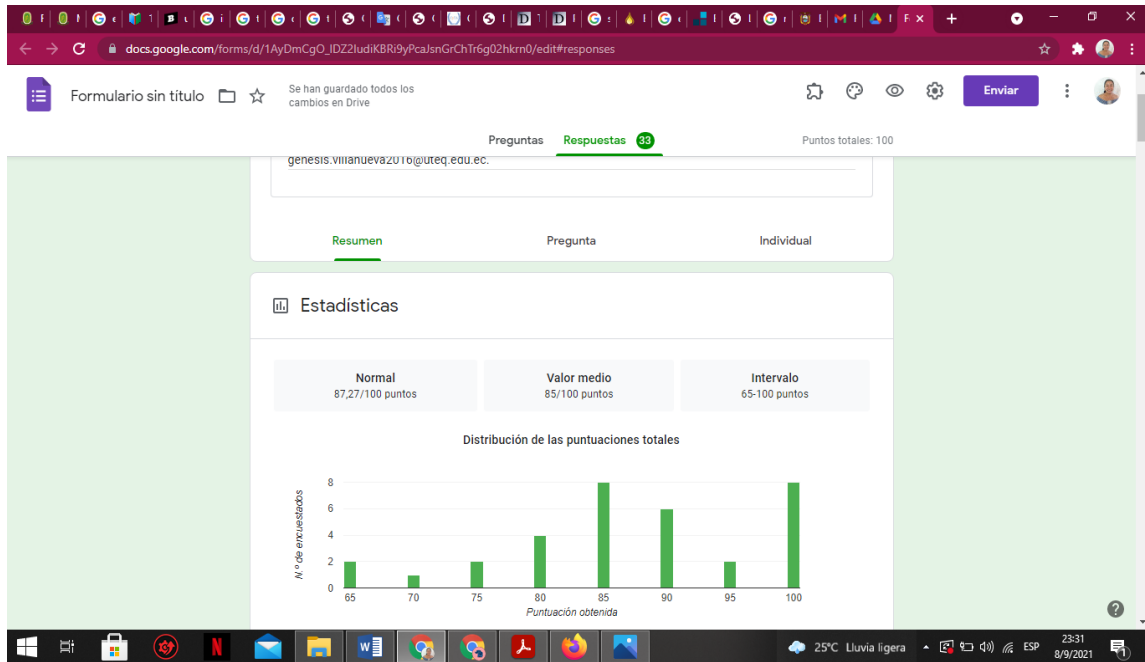 docs.google.com/forms/d/1AyDmCgO_IDZ2IudiKBRi9yPcaJsnGrChTr6g02hkrn0/edit#responses
Formulario sin título
Se han guardado todos los
cambios en Drive
Enviar
Preguntas
Respuestas 33
Puntos totales: 100
genesis.villanueva2016@uteq.edu.ec.
Resumen
Pregunta
Individual
Estadísticas
Normal
87,27/100 puntos
Valor medio
85/100 puntos
Intervalo
65-100 puntos
Distribución de las puntuaciones totales
N.º de encuestados
8
6
4
2
0
65 70 75 80 85 90 95 100
Puntuación obtenida
25°C Lluvia ligera
ESP
23:31
8/9/2021